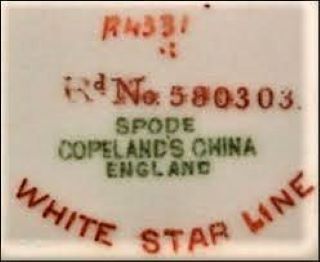 R4331
Rd No. 580303.
SPODE
COPELAND'S CHINA
ENGLAND
WHITE STAR LINE